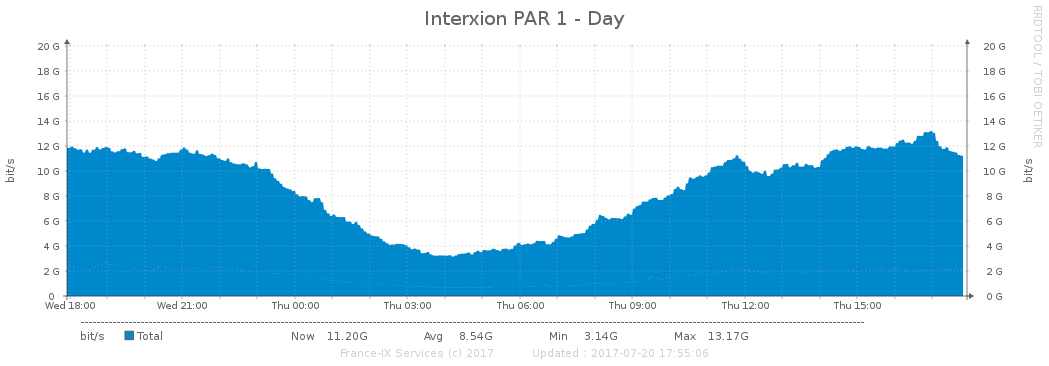 Interxion PAR 1 - Day
RRDTOOL / TOBI OETIKER
bit/s
20 G 20 G
18 G 18 G
16 G 16 G
14 G 14 G
12 G 12 G
10 G 10 G
8 G 8 G
6 G 6 G
4 G 4 G
2 G 2 G
0 0 G
bit/s
Wed 18:00 Wed 21:00 Thu 00:00 Thu 03:00 Thu 06:00 Thu 09:00 Thu 12:00 Thu 15:00
bit/s Total Now 11.20G Avg 8.54G Min 3.14G Max 13.17G
France-IX Services (c) 2017 Updated : 2017-07-20 17:55:06